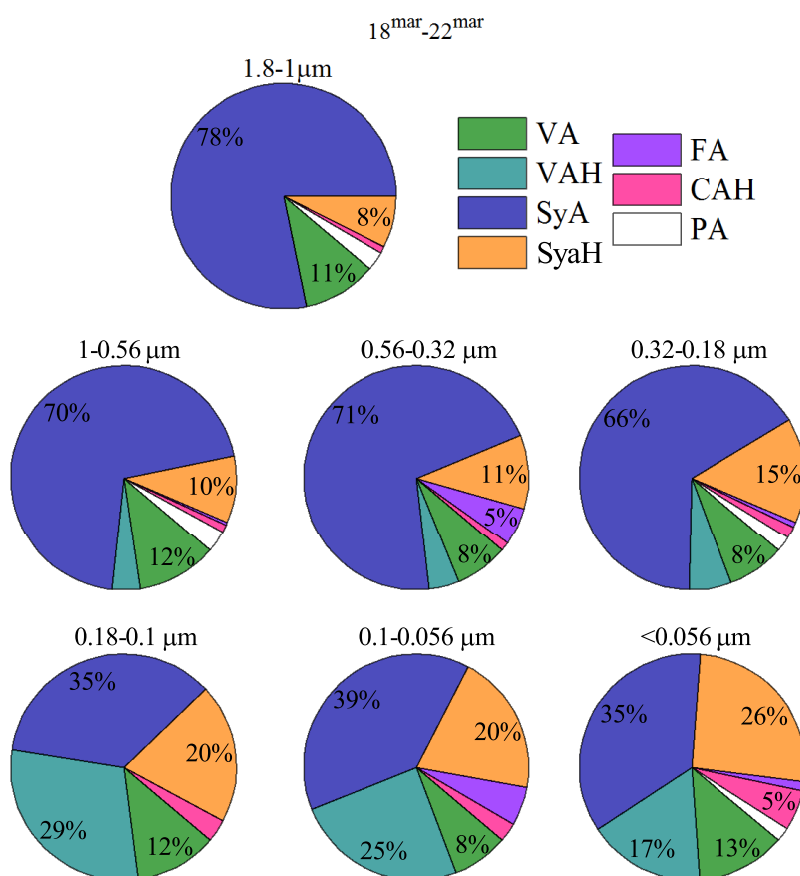 18mar-22mar
1.8-1μm
78%
8%
11%
VA
VAH
SyA
SyaH
FA
CAH
PA
1-0.56 μm
70%
10%
12%
0.56-0.32 μm
71%
11%
5%
8%
0.32-0.18 μm
66%
15%
8%
0.18-0.1 μm
35%
20%
29%
12%
0.1-0.056 μm
39%
20%
25%
8%
<0.056 μm
35%
26%
5%
17%
13%